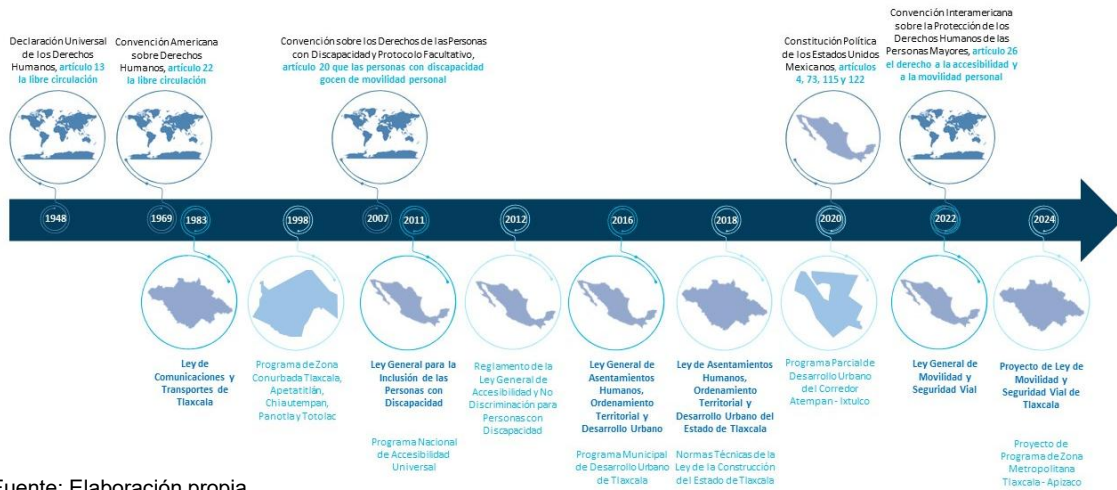 Declaración Universal
de los Derechos
Humanos, artículo 13
la libre circulación
Convención Americana
sobre Derechos
Humanos, artículo 22
la libre circulación
Convención sobre los Derechos de las Personas
con Discapacidad y Protocolo Facultativo,
artículo 20 que las personas con discapacidad
gocen de movilidad personal
Constitución Política
de los Estados Unidos
Mexicanos, artículos
4, 73, 115 y 122
Convención Interamericana
sobre la Protección de los
Derechos Humanos de las
Personas Mayores, artículo 26
el derecho a la accesibilidad y
a la movilidad personal
1948
1969
1983
1998
2007
2011
2012
2016
2018
2020
2022
2024
Ley de
Comunicaciones y
Transportes de
Tlaxcala
Programa de Zona
Conurbada Tlaxcala,
Apetatitlán,
Chiautempan,
Panotla y Totolac
Ley General para la
Inclusión de las
Personas con
Discapacidad
Programa Nacional
de Accesibilidad
Universal
Reglamento de la
Ley General de
Accesibilidad y No
Discriminación para
Personas con
Discapacidad
Ley General de
Asentamientos
Humanos,
Ordenamiento
Territorial y
Desarrollo Urbano
Programa Municipal
de Desarrollo Urbano
de Tlaxcala
Ley de Asentamientos
Humanos,
Ordenamiento
Territorial y
Desarrollo Urbano del
Estado de Tlaxcala
Normas Técnicas de la
Ley de la Construcción
del Estado de Tlaxcala
Programa Parcial de
Desarrollo Urbano
del Corredor
Atempan - Ixtulco
Ley General de
Movilidad y
Seguridad Vial
Proyecto de Ley de
Movilidad y
Seguridad Vial de
Tlaxcala
Proyecto de
Programa de Zona
Metropolitana
Tlaxcala - Apizaco
Fuente: Elaboración propia